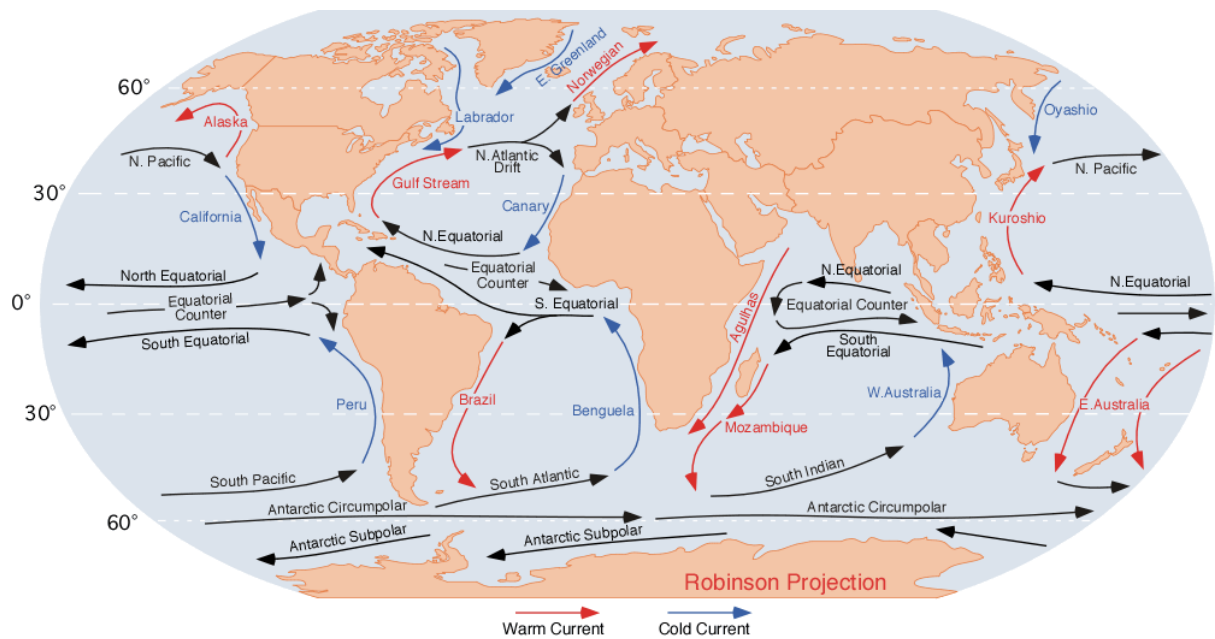 E. Greenland
Norwegian
60°
Alaska
Labrador
Oyashio
N. Pacific
N. Atlantic
Drift
N. Pacific
Gulf Stream
30°
California
Canary
Kuroshio
N.Equatorial
North Equatorial
Equatorial
Counter
N.Equatorial
N.Equatorial
0°
Equatorial
Counter
S. Equatorial
Agulhas
Equatorial Counter
South Equatorial
South
Equatorial
Peru
Brazil
Benguela
W.Australia
E.Australia
30°
Mozambique
South Pacific
South Atlantic
South Indian
Antarctic Circumpolar
Antarctic Circumpolar
60°
Antarctic Subpolar
Antarctic Subpolar
Robinson Projection
Warm Current
Cold Current